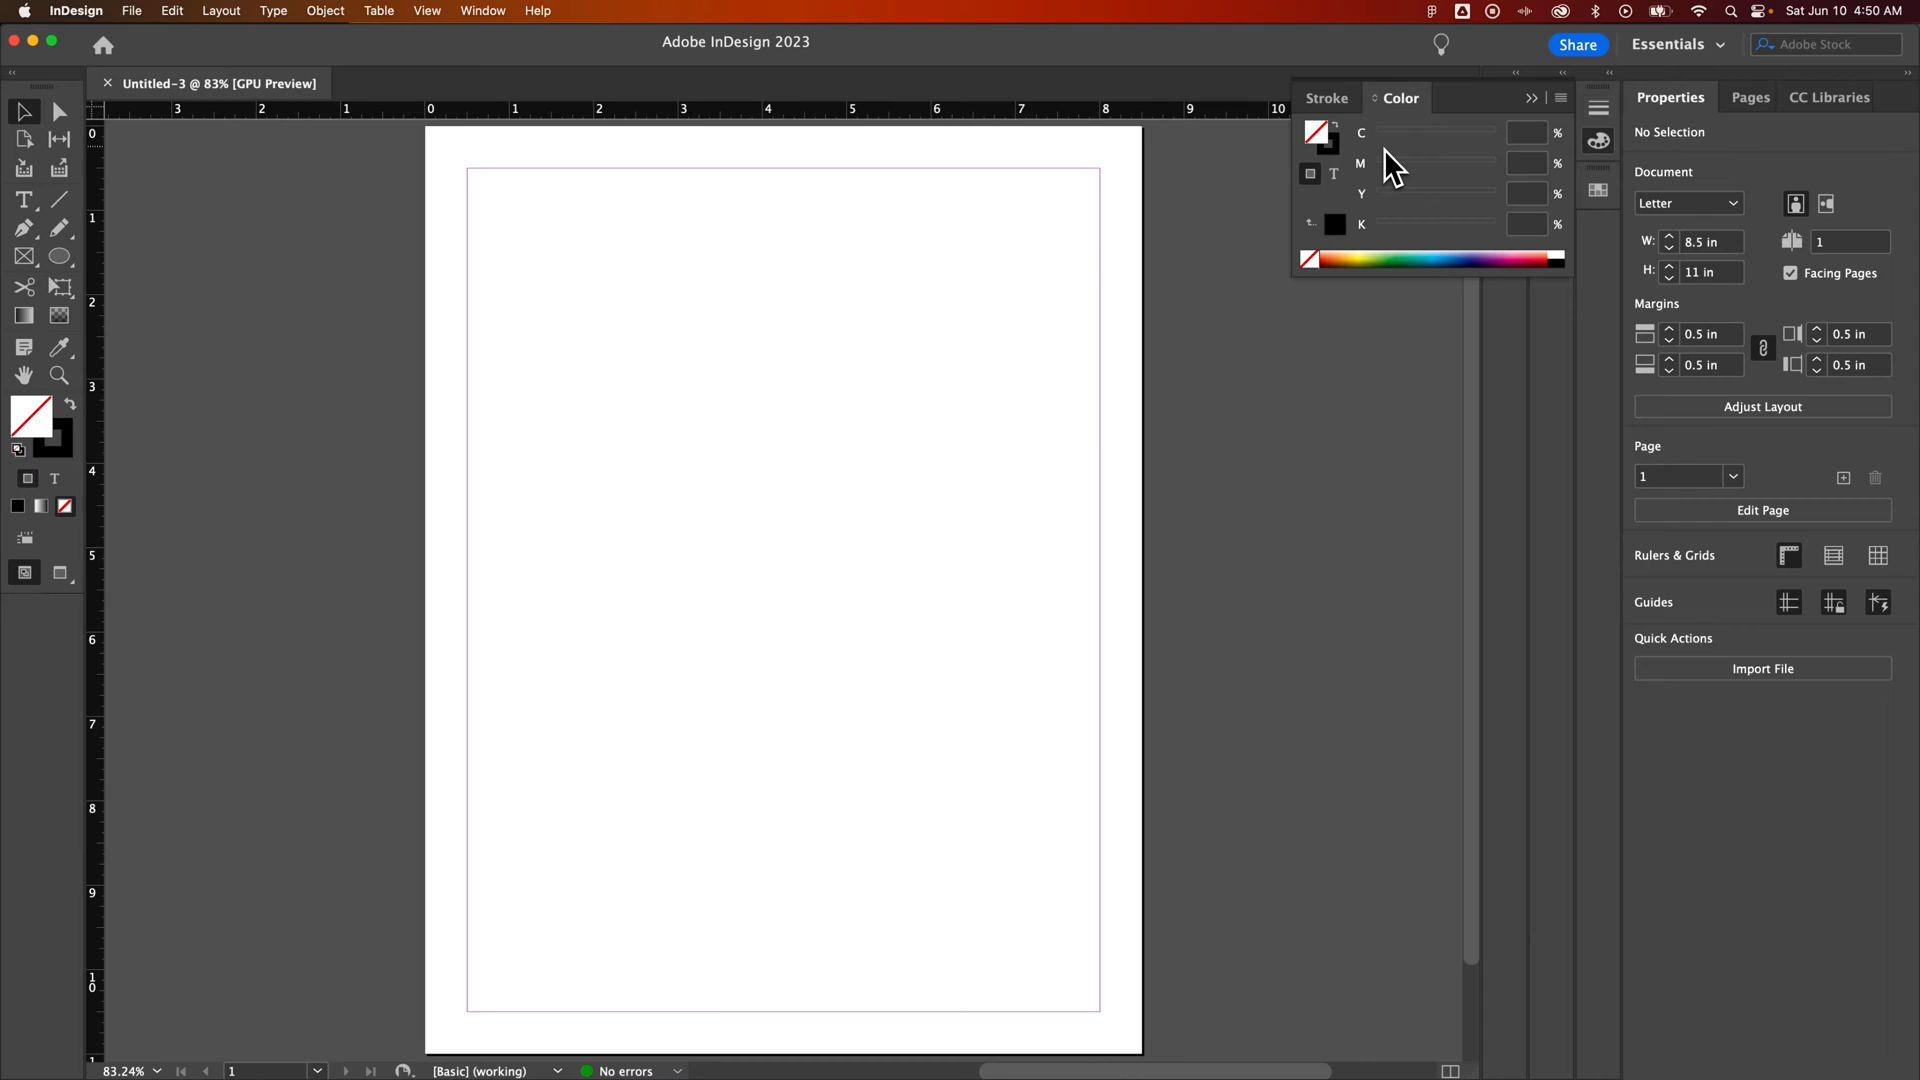 InDesign File Edit Layout Type Object Table View Window Help Sat Jun 10 4:50 AM
Adobe InDesign 2023 Share Essentials Adobe Stock
× Untitled-3 @ 83% [GPU Preview]
Stroke Color
Properties Pages CC Libraries
3 2 1 0 1 2 3 4 5 6 7 8 9 10
0
1
2
3
4
5
6
7
8
9
1
0
1
C %
M %
Y %
K %
T
T
T
No Selection
Document
Letter
W: 8.5 in 1
H: 11 in Facing Pages
Margins
0.5 in 0.5 in
0.5 in 0.5 in
Adjust Layout
Page
1
Edit Page
Rulers & Grids
Guides
Quick Actions
Import File
83.24% 1 [Basic] (working) No errors